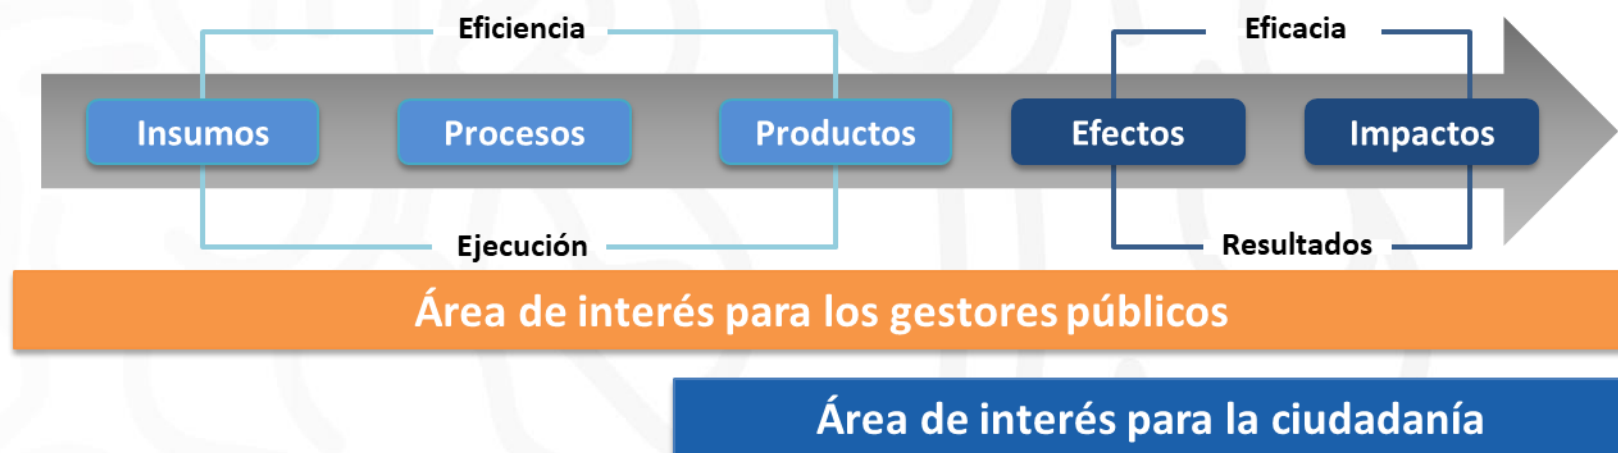 Eficiencia
Eficacia
Insumos
Procesos
Productos
Efectos
Impactos
Ejecución
Resultados
Área de interés para los gestores públicos
Área de interés para la ciudadanía